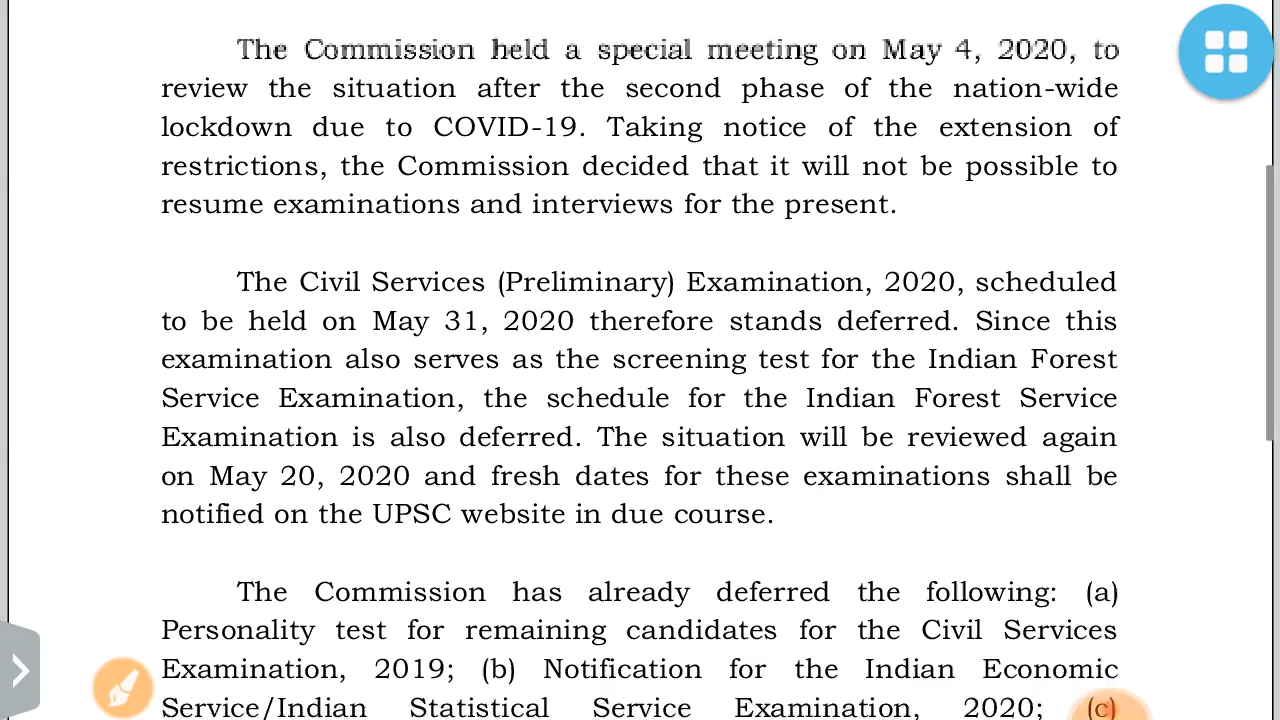 The Commission held a special meeting on May 4, 2020, to
review the situation after the second phase of the nation-wide
lockdown due to COVID-19. Taking notice of the extension of
restrictions, the Commission decided that it will not be possible to
resume examinations and interviews for the present.
The Civil Services (Preliminary) Examination, 2020, scheduled
to be held on May 31, 2020 therefore stands deferred. Since this
examination also serves as the screening test for the Indian Forest
Service Examination, the schedule for the Indian Forest Service
Examination is also deferred. The situation will be reviewed again
on May 20, 2020 and fresh dates for these examinations shall be
notified on the UPSC website in due course.
The Commission has already deferred the following: (a)
Personality test for remaining candidates for the Civil Services
Examination, 2019; (b) Notification for the Indian Economic
Service/Indian Statistical Service Examination, 2020; (c)